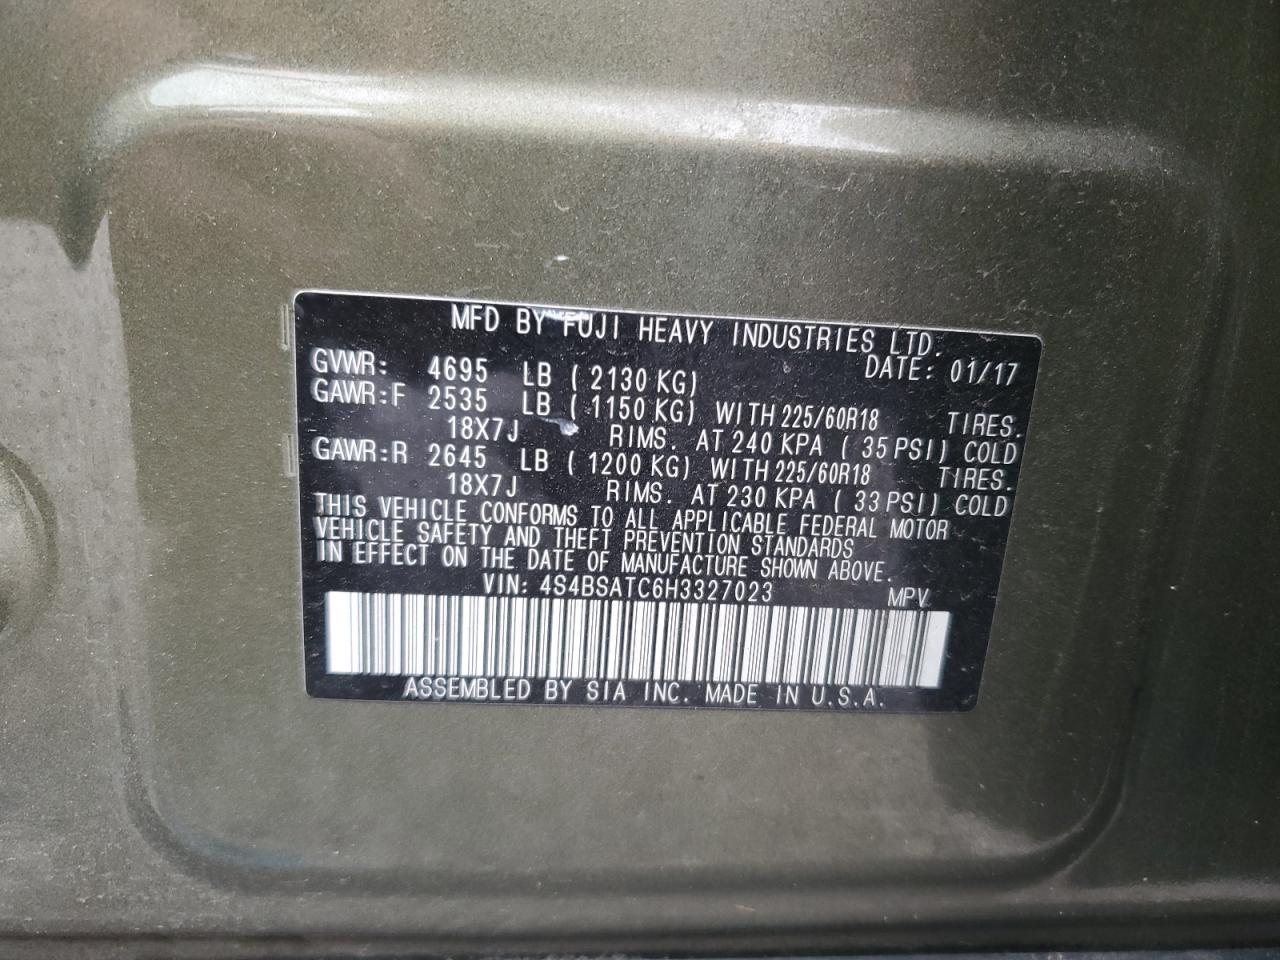 MFD BY FUJI HEAVY INDUSTRIES LTD.
GVWR: 4695 LB ( 2130 KG) DATE: 01/17
GAWR:F 2535 LB ( 1150 KG) WITH 225/60R18 TIRES.
18X7J RIMS. AT 240 KPA ( 35 PSI) COLD
GAWR:R 2645 LB ( 1200 KG) WITH 225/60R18 TIRES.
18X7J RIMS. AT 230 KPA ( 33 PSI) COLD
THIS VEHICLE CONFORMS TO ALL APPLICABLE FEDERAL MOTOR
VEHICLE SAFETY AND THEFT PREVENTION STANDARDS
IN EFFECT ON THE DATE OF MANUFACTURE SHOWN ABOVE.
VIN: 4S4BSATC6H3327023 MPV
ASSEMBLED BY SIA INC. MADE IN U.S.A.